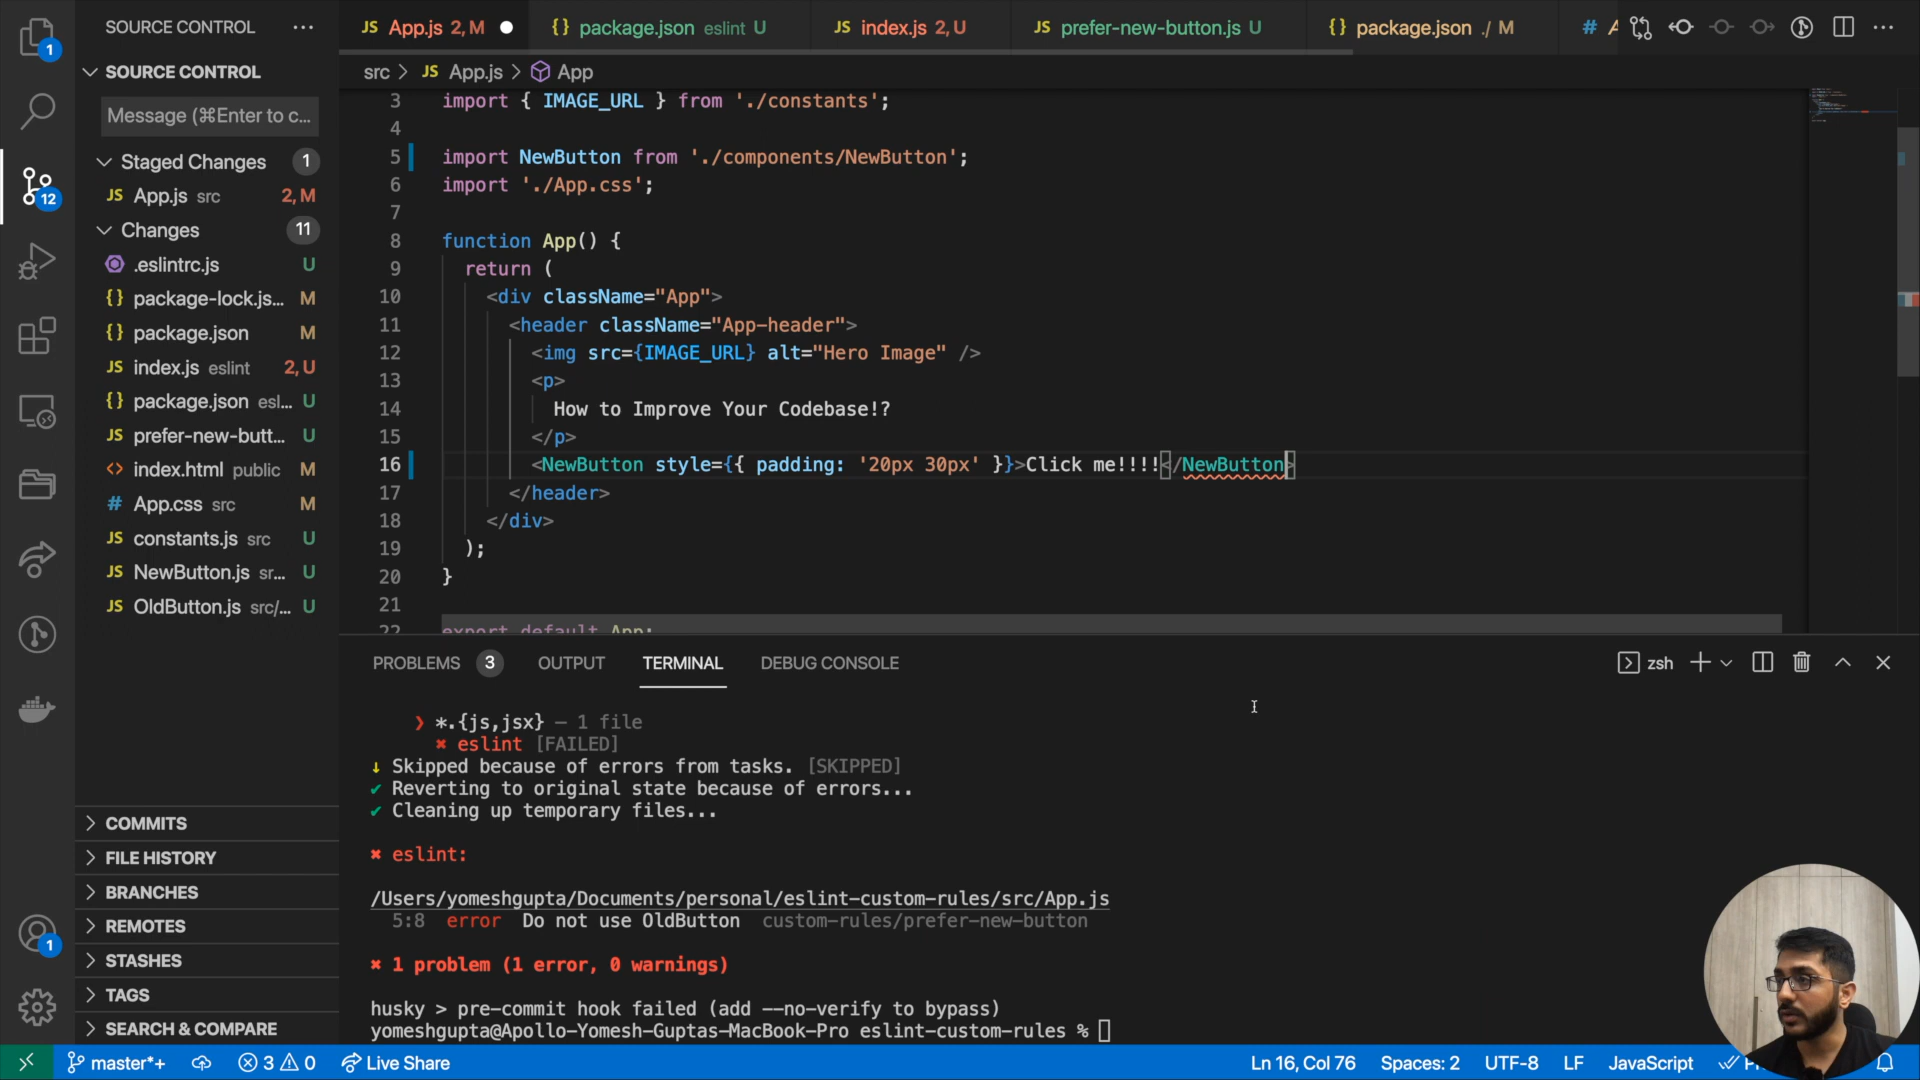 SOURCE CONTROL ···
SOURCE CONTROL
Message (⌘Enter to c...
Staged Changes 1
JS App.js src 2, M
Changes 11
.eslintrc.js U
{} package-lock.js... M
{} package.json M
JS index.js eslint 2, U
{} package.json esl... U
JS prefer-new-butt... U
<> index.html public M
# App.css src M
JS constants.js src U
JS NewButton.js sr... U
JS OldButton.js src/... U
COMMITS
FILE HISTORY
BRANCHES
REMOTES
STASHES
TAGS
SEARCH & COMPARE
1
12
1
JS App.js 2, M
{} package.json eslint U
JS index.js 2, U
JS prefer-new-button.js U
{} package.json ./ M
#
src > JS App.js > App
3 import { IMAGE_URL } from './constants';
4
5 import NewButton from './components/NewButton';
6 import './App.css';
7
8 function App() {
9 return (
10 <div className="App">
11 <header className="App-header">
12 <img src={IMAGE_URL} alt="Hero Image" />
13 <p>
14 How to Improve Your Codebase!?
15 </p>
16 <NewButton style={{ padding: '20px 30px' }}>Click me!!!!</NewButton>
17 </header>
18 </div>
19 );
20 }
21
22 export default App;
PROBLEMS 3 OUTPUT TERMINAL DEBUG CONSOLE
zsh
❯ *.{js,jsx} — 1 file
✖ eslint [FAILED]
↓ Skipped because of errors from tasks. [SKIPPED]
✔ Reverting to original state because of errors...
✔ Cleaning up temporary files...
✖ eslint:
/Users/yomeshgupta/Documents/personal/eslint-custom-rules/src/App.js
5:8 error Do not use OldButton custom-rules/prefer-new-button
✖ 1 problem (1 error, 0 warnings)
husky > pre-commit hook failed (add --no-verify to bypass)
yomeshgupta@Apollo-Yomesh-Guptas-MacBook-Pro eslint-custom-rules %
master*+ 3 0 Live Share
Ln 16, Col 76 Spaces: 2 UTF-8 LF JavaScript